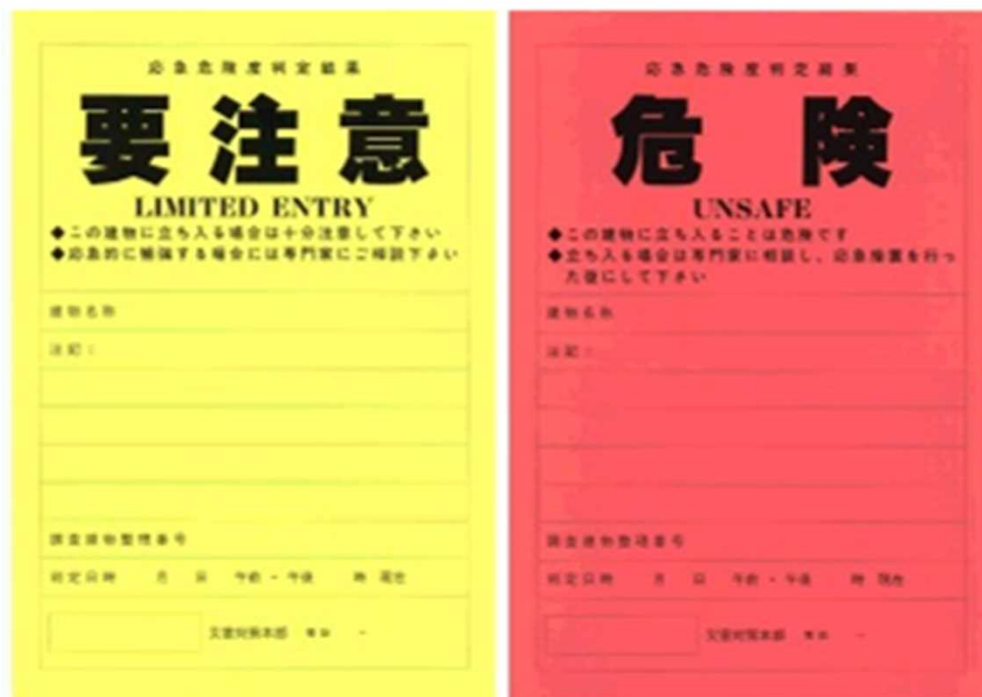 応急危険度判定結果
要注意
LIMITED ENTRY
◆この建物に立ち入る場合は十分注意して下さい
◆応急的に補強する場合には専門家にご相談下さい
建物名称
注記：
調査建物整理番号
判定日時 月 日 午前・午後 時 現在
災害対策本部 電話 −
応急危険度判定結果
危険
UNSAFE
◆この建物に立ち入ることは危険です
◆立ち入る場合は専門家に相談し、応急措置を行っ
た後にして下さい
建物名称
注記：
調査建物整理番号
判定日時 月 日 午前・午後 時 現在
災害対策本部 電話 −